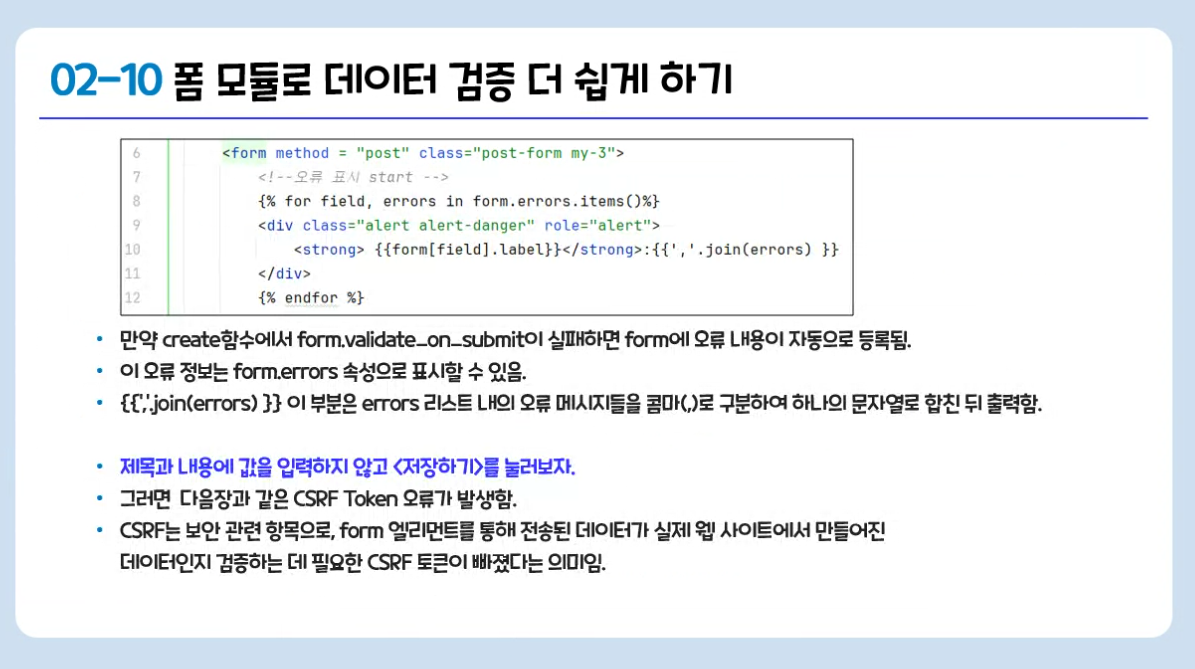 02-10 폼 모듈로 데이터 검증 더 쉽게 하기
6 <form method = "post" class="post-form my-3">
7 <!--오류 표시 start -->
8 {% for field, errors in form.errors.items()%}
9 <div class="alert alert-danger" role="alert">
10 <strong> {{form[field].label}}</strong>:{{','.join(errors) }}
11 </div>
12 {% endfor %}
• 만약 create함수에서 form.validate_on_submit이 실패하면 form에 오류 내용이 자동으로 등록됨.
• 이 오류 정보는 form.errors 속성으로 표시할 수 있음.
• {{','.join(errors) }} 이 부분은 errors 리스트 내의 오류 메시지들을 콤마(,)로 구분하여 하나의 문자열로 합친 뒤 출력함.
• 제목과 내용에 값을 입력하지 않고 <저장하기>를 눌러보자.
• 그러면 다음장과 같은 CSRF Token 오류가 발생함.
• CSRF는 보안 관련 항목으로, form 엘리먼트를 통해 전송된 데이터가 실제 웹 사이트에서 만들어진
데이터인지 검증하는 데 필요한 CSRF 토큰이 빠졌다는 의미임.